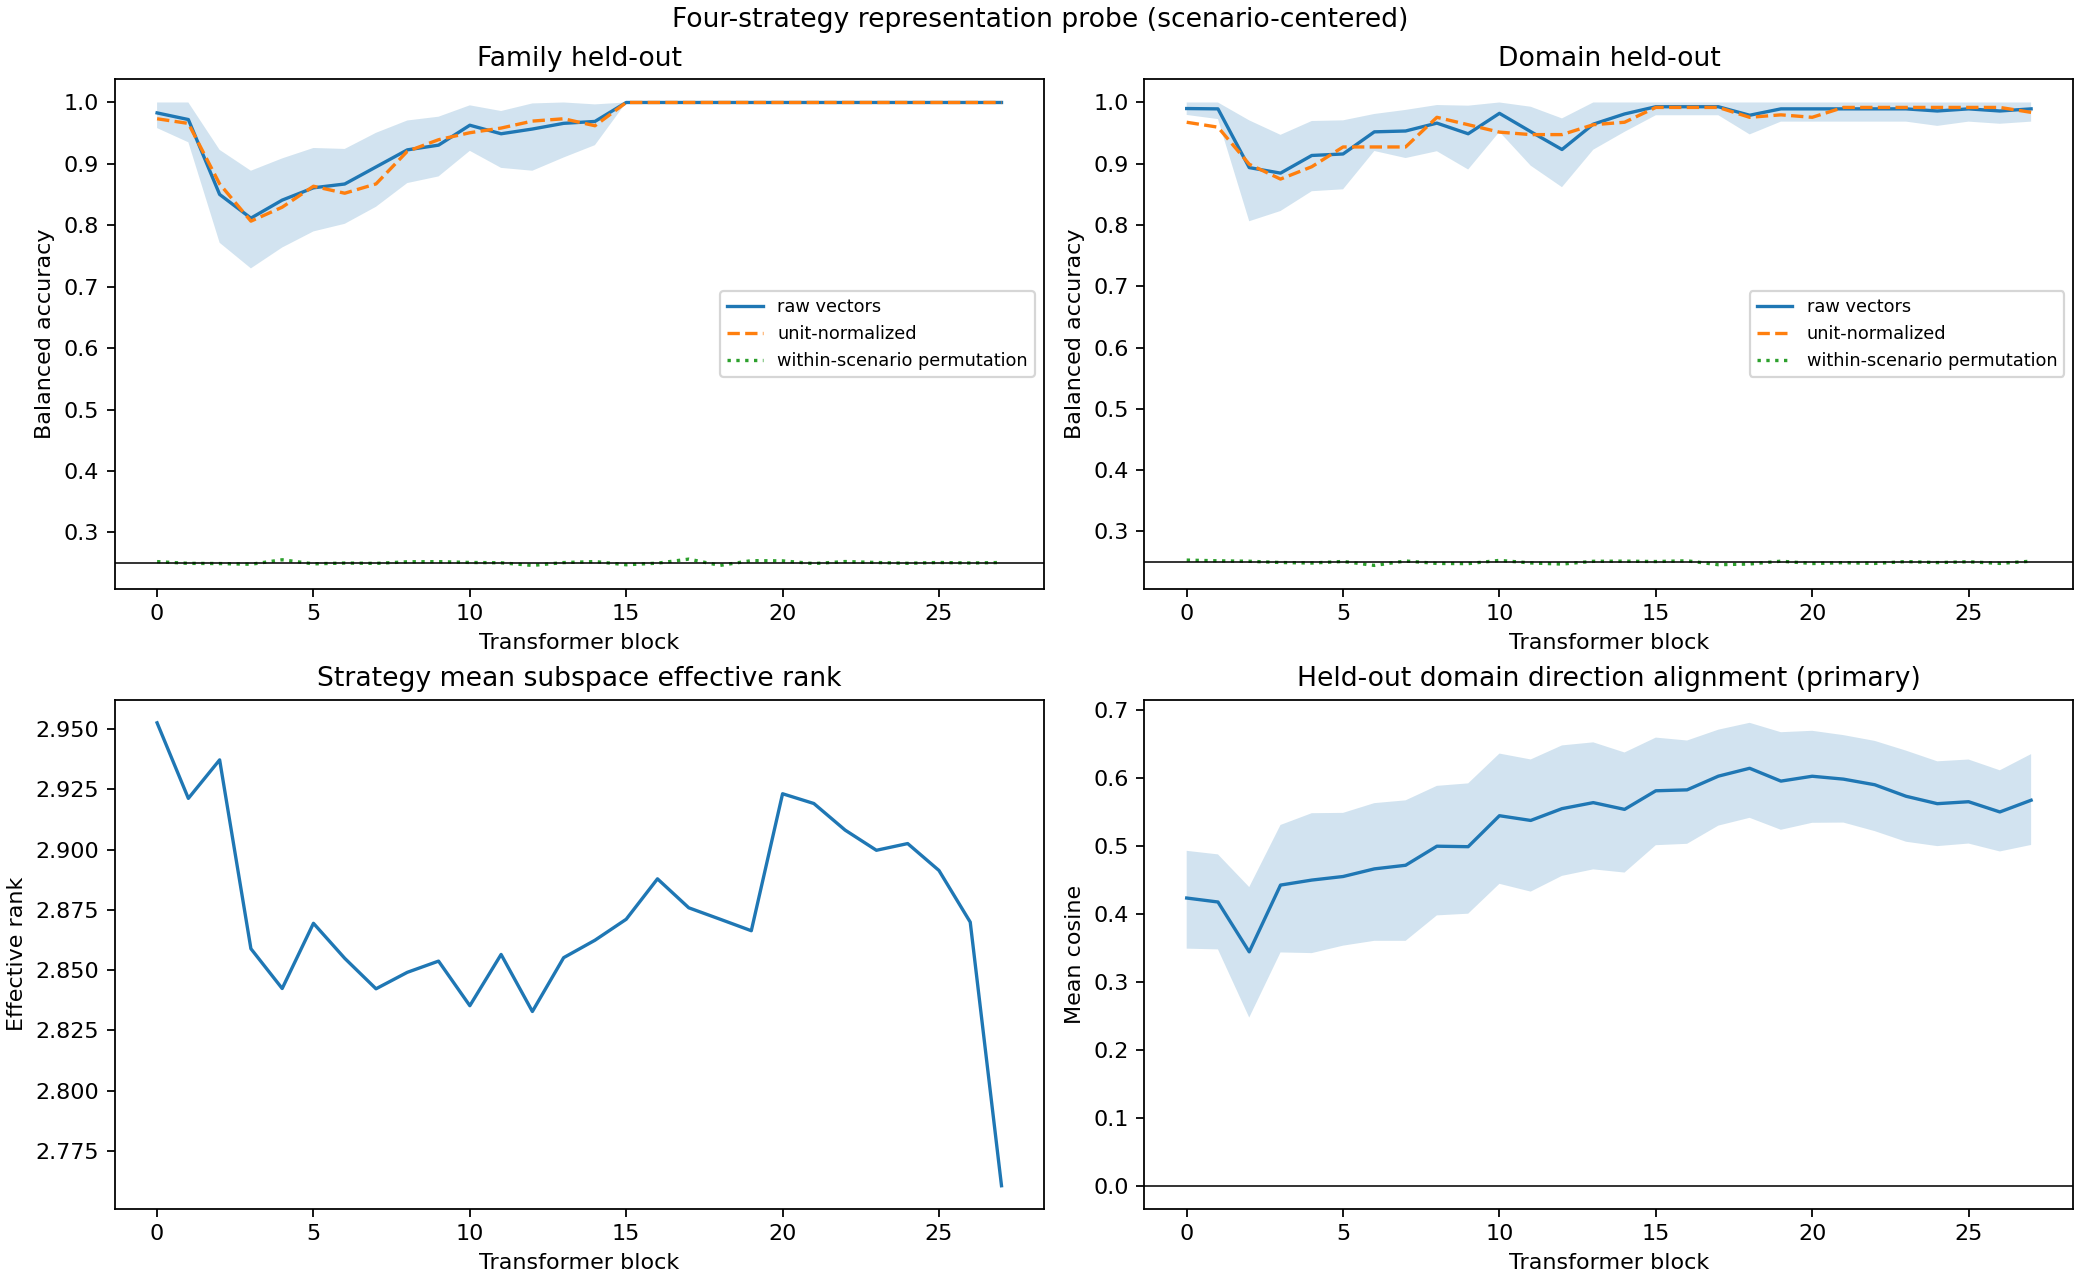 Four-strategy representation probe (scenario-centered)
Family held-out
Balanced accuracy
1.0
0.9
0.8
0.7
0.6
0.5
0.4
0.3
raw vectors
unit-normalized
within-scenario permutation
0 5 10 15 20 25
Transformer block
Domain held-out
Balanced accuracy
1.0
0.9
0.8
0.7
0.6
0.5
0.4
0.3
raw vectors
unit-normalized
within-scenario permutation
0 5 10 15 20 25
Transformer block
Strategy mean subspace effective rank
Effective rank
2.950
2.925
2.900
2.875
2.850
2.825
2.800
2.775
0 5 10 15 20 25
Transformer block
Held-out domain direction alignment (primary)
Mean cosine
0.7
0.6
0.5
0.4
0.3
0.2
0.1
0.0
0 5 10 15 20 25
Transformer block